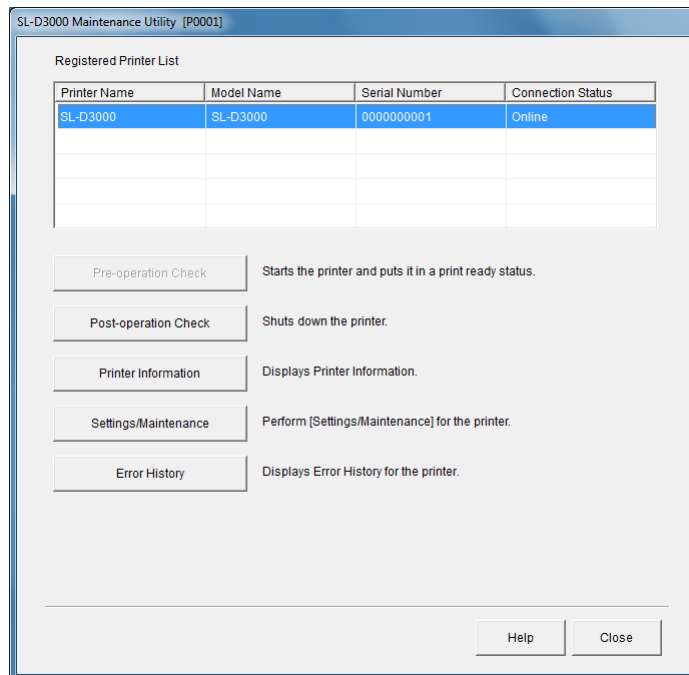 SL-D3000 Maintenance Utility [P0001]
Registered Printer List
Printer Name Model Name Serial Number Connection Status
SL-D3000 SL-D3000 0000000001 Online
Pre-operation Check Starts the printer and puts it in a print ready status.
Post-operation Check Shuts down the printer.
Printer Information Displays Printer Information.
Settings/Maintenance Perform [Settings/Maintenance] for the printer.
Error History Displays Error History for the printer.
Help Close